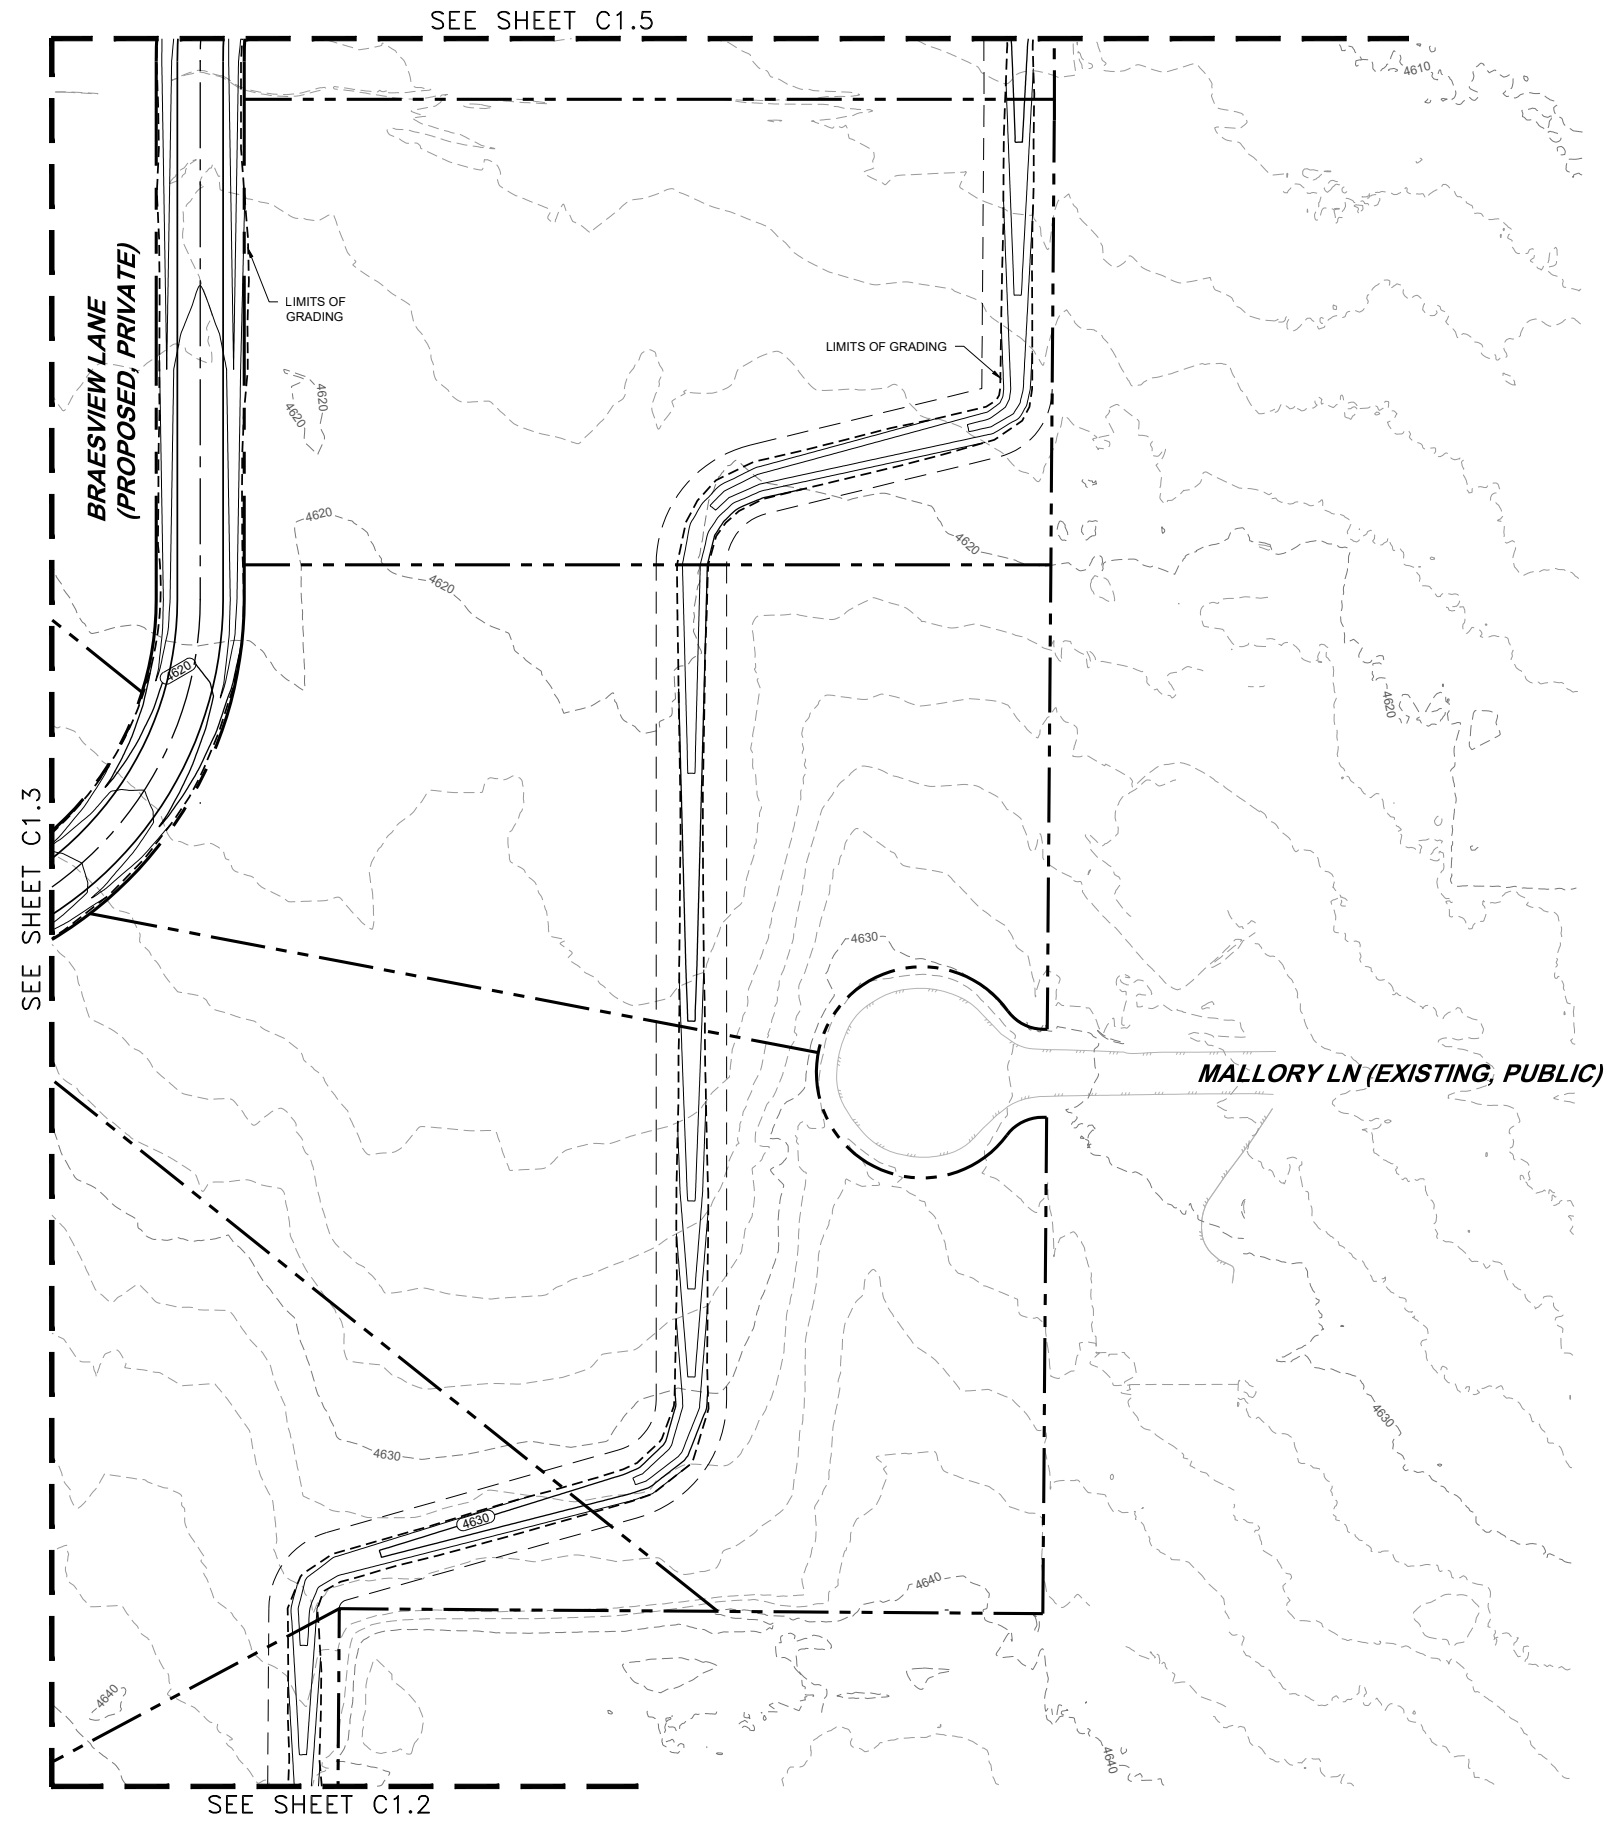 SEE SHEET C1.5
4610
BRAESVIEW LANE
(PROPOSED, PRIVATE)
LIMITS OF
GRADING
LIMITS OF GRADING
4620
4620
4620
4620
4620
4620
4620
SEE SHEET C1.3
4630
MALLORY LN (EXISTING, PUBLIC)
4630
4630
4630
4640
4640
4640
SEE SHEET C1.2